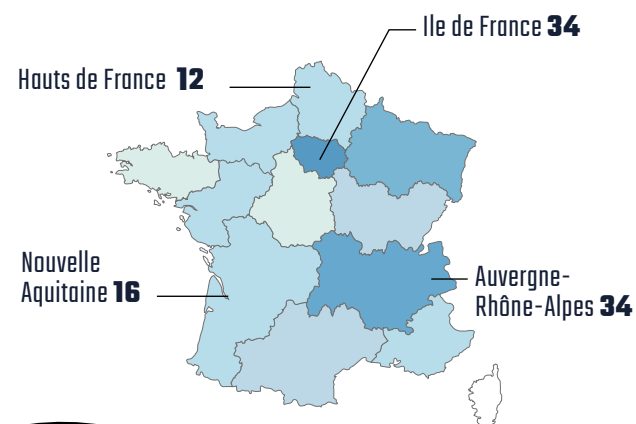 Ile de France 34
Hauts de France 12
Nouvelle
Aquitaine 16
Auvergne-
Rhône-Alpes 34